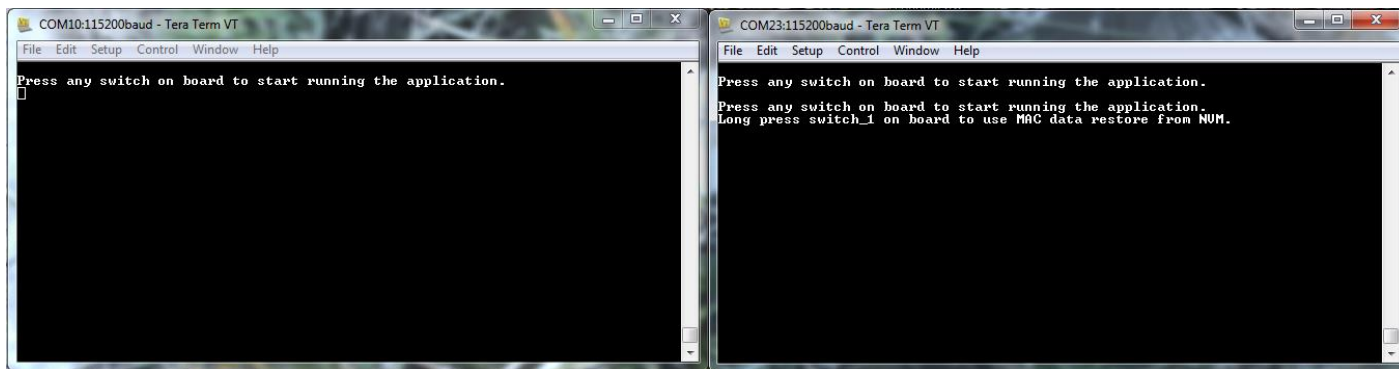 COM10:115200baud - Tera Term VT
File Edit Setup Control Window Help
Press any switch on board to start running the application.
COM23:115200baud - Tera Term VT
File Edit Setup Control Window Help
Press any switch on board to start running the application.
Press any switch on board to start running the application.
Long press switch_1 on board to use MAC data restore from NVM.